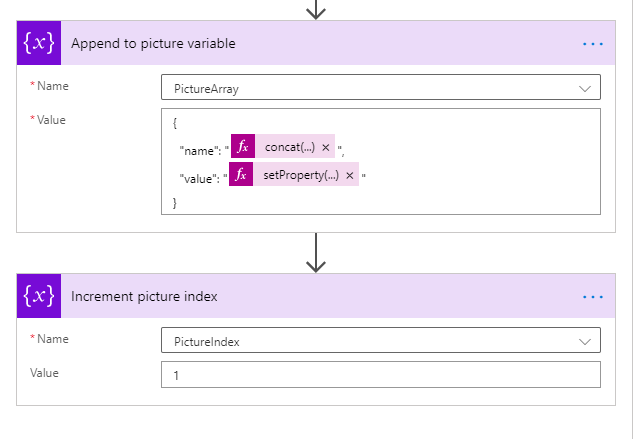 {x} Append to picture variable ...
*Name PictureArray
*Value {
"name": " fx concat(...) × ",
"value": " fx setProperty(...) × "
}
{x} Increment picture index ...
*Name PictureIndex
Value 1